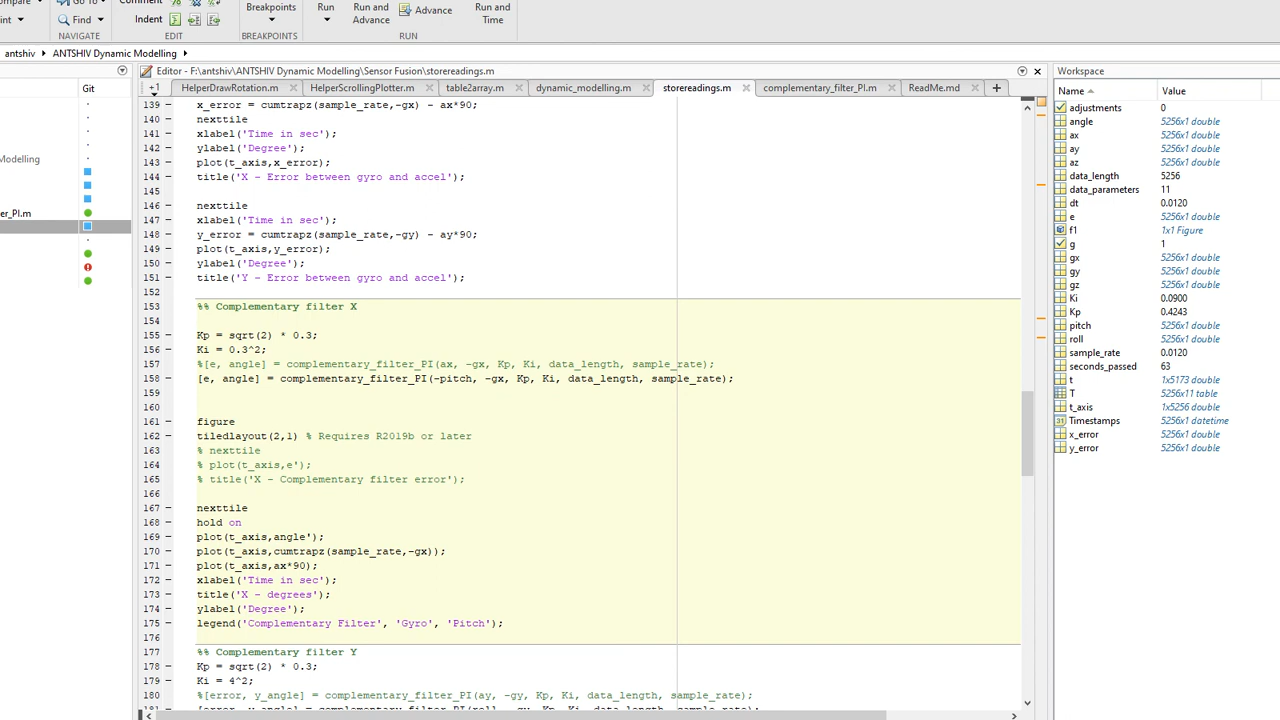 ompare
Go To
Comment
Breakpoints
Run
Run and Advance
Advance
Run and Time
int
Find
Indent
NAVIGATE
EDIT
BREAKPOINTS
RUN
antshiv
ANTSHIV Dynamic Modelling
Git
Modelling
er_PI.m
Editor - F:\antshiv\ANTSHIV Dynamic Modelling\Sensor Fusion\storereadings.m
+1
HelperDrawRotation.m
HelperScrollingPlotter.m
table2array.m
dynamic_modelling.m
storereadings.m
complementary_filter_PI.m
ReadMe.md
139 x_error = cumtrapz(sample_rate,-gx) - ax*90;
140 nexttile
141 xlabel('Time in sec');
142 ylabel('Degree');
143 plot(t_axis,x_error);
144 title('X - Error between gyro and accel');
145
146 nexttile
147 xlabel('Time in sec');
148 y_error = cumtrapz(sample_rate,-gy) - ay*90;
149 plot(t_axis,y_error);
150 ylabel('Degree');
151 title('Y - Error between gyro and accel');
152
153 %% Complementary filter X
154
155 Kp = sqrt(2) * 0.3;
156 Ki = 0.3^2;
157 %[e, angle] = complementary_filter_PI(ax, -gx, Kp, Ki, data_length, sample_rate);
158 [e, angle] = complementary_filter_PI(-pitch, -gx, Kp, Ki, data_length, sample_rate);
159
160
161 figure
162 tiledlayout(2,1) % Requires R2019b or later
163 % nexttile
164 % plot(t_axis,e');
165 % title('X - Complementary filter error');
166
167 nexttile
168 hold on
169 plot(t_axis,angle');
170 plot(t_axis,cumtrapz(sample_rate,-gx));
171 plot(t_axis,ax*90);
172 xlabel('Time in sec');
173 title('X - degrees');
174 ylabel('Degree');
175 legend('Complementary Filter', 'Gyro', 'Pitch');
176
177 %% Complementary filter Y
178 Kp = sqrt(2) * 0.3;
179 Ki = 4^2;
180 %[error, y_angle] = complementary_filter_PI(ay, -gy, Kp, Ki, data_length, sample_rate);
Workspace
Name Value
adjustments 0
angle 5256x1 double
ax 5256x1 double
ay 5256x1 double
az 5256x1 double
data_length 5256
data_parameters 11
dt 0.0120
e 5256x1 double
f1 1x1 Figure
g 1
gx 5256x1 double
gy 5256x1 double
gz 5256x1 double
Ki 0.0900
Kp 0.4243
pitch 5256x1 double
roll 5256x1 double
sample_rate 0.0120
seconds_passed 63
t 1x5173 double
T 5256x11 table
t_axis 1x5256 double
Timestamps 5256x1 datetime
x_error 5256x1 double
y_error 5256x1 double